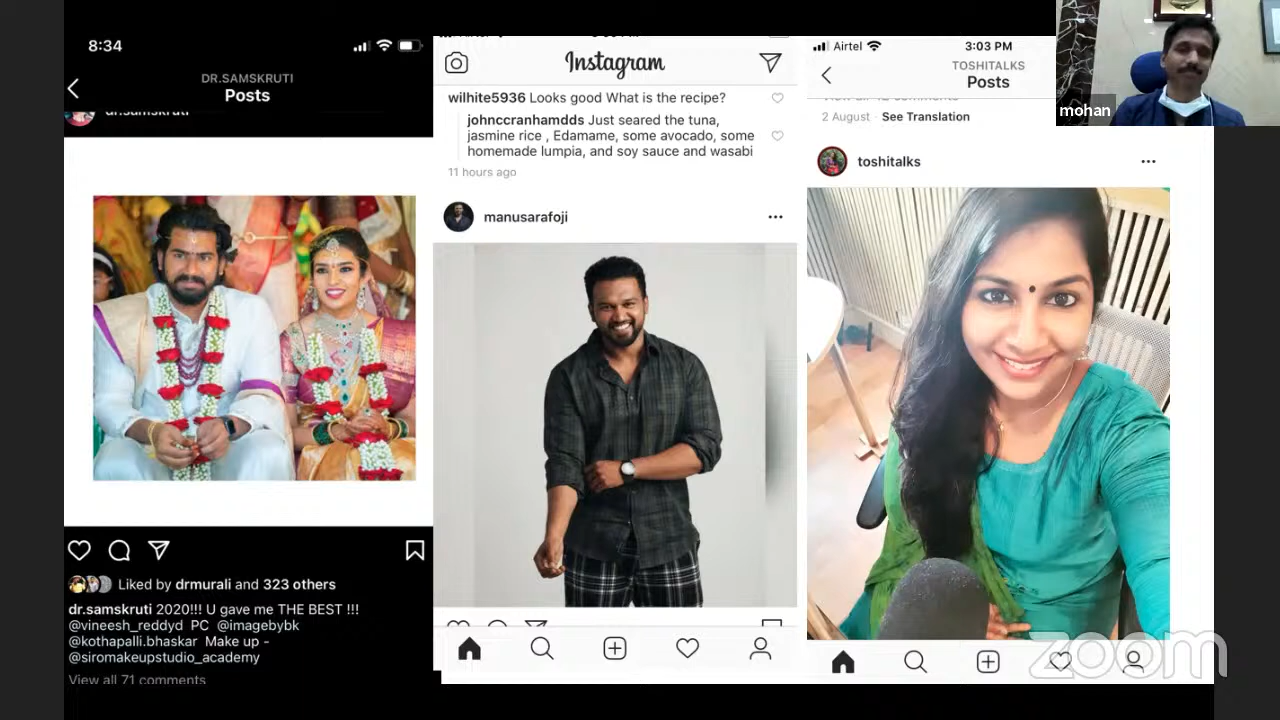 8:34
DR.SAMSKRUTI
Posts
dr.samskruti
Liked by drmurali and 323 others
dr.samskruti 2020!!! U gave me THE BEST !!!
@vineesh_reddyd PC @imagebybk
@kothapalli.bhaskar Make up -
@siromakeupstudio_academy
View all 71 comments
Instagram
wilhite5936 Looks good What is the recipe?
johnccranhamdds Just seared the tuna,
jasmine rice , Edamame, some avocado, some
homemade lumpia, and soy sauce and wasabi
11 hours ago
manusarafoji
Airtel 3:03 PM
TOSHITALKS
Posts
2 August · See Translation
toshitalks
mohan
zoom